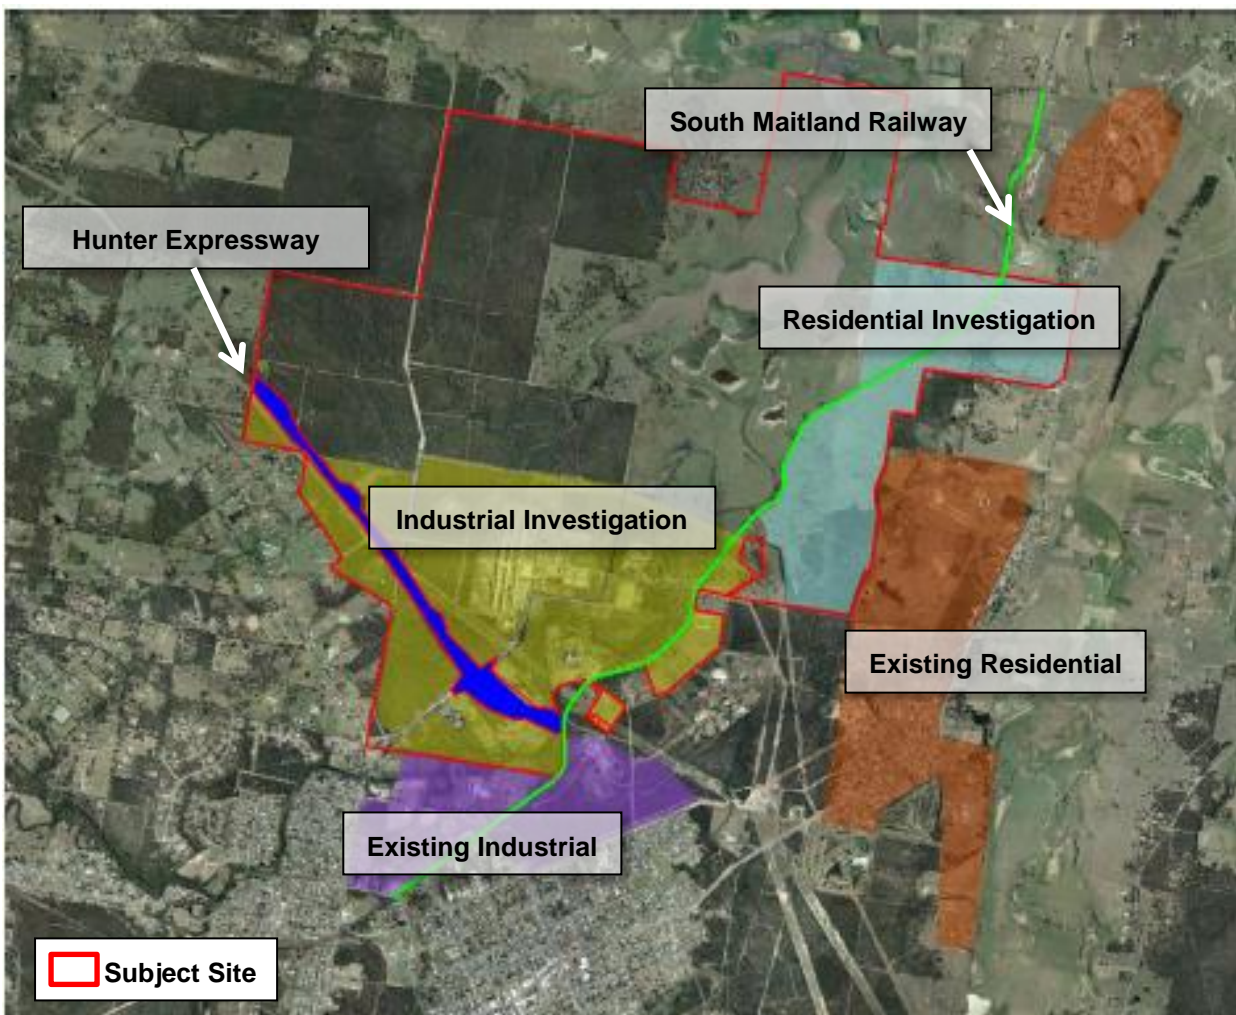 South Maitland Railway
Hunter Expressway
Residential Investigation
Industrial Investigation
Existing Residential
Existing Industrial
Subject Site